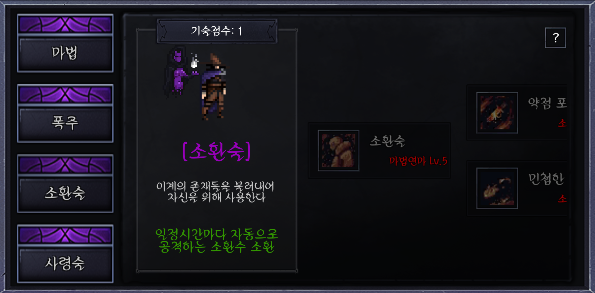 마법
폭주
소환술
사령술
기술점수: 1
[소환술]
이계의 존재들을 불러내어
자신을 위해 사용한다
일정시간마다 자동으로
공격하는 소환수 소환
소환술
마법연마 Lv.5
?
약점 포
소
민첩한
소